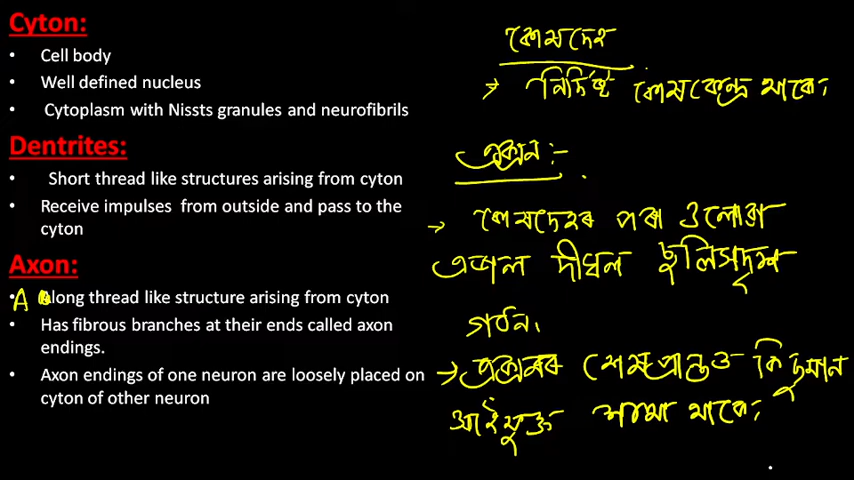 Cyton:
• Cell body
• Well defined nucleus
• Cytoplasm with Nissts granules and neurofibrils
Dentrites:
• Short thread like structures arising from cyton
• Receive impulses from outside and pass to the
cyton
Axon:
• A long thread like structure arising from cyton
• Has fibrous branches at their ends called axon
endings.
• Axon endings of one neuron are loosely placed on
cyton of other neuron
কোষদেহ
→ নিৰ্দিষ্ট কোষকেন্দ্ৰ থাকে।
এক্সন :-
→ কোষদেহৰ পৰা ওলোৱা
এডাল দীঘল চুলিসদৃশ
গঠন।
→ এক্সনৰ শেষপ্ৰান্তত কিছুমান
আঁহযুক্ত শাখা থাকে।